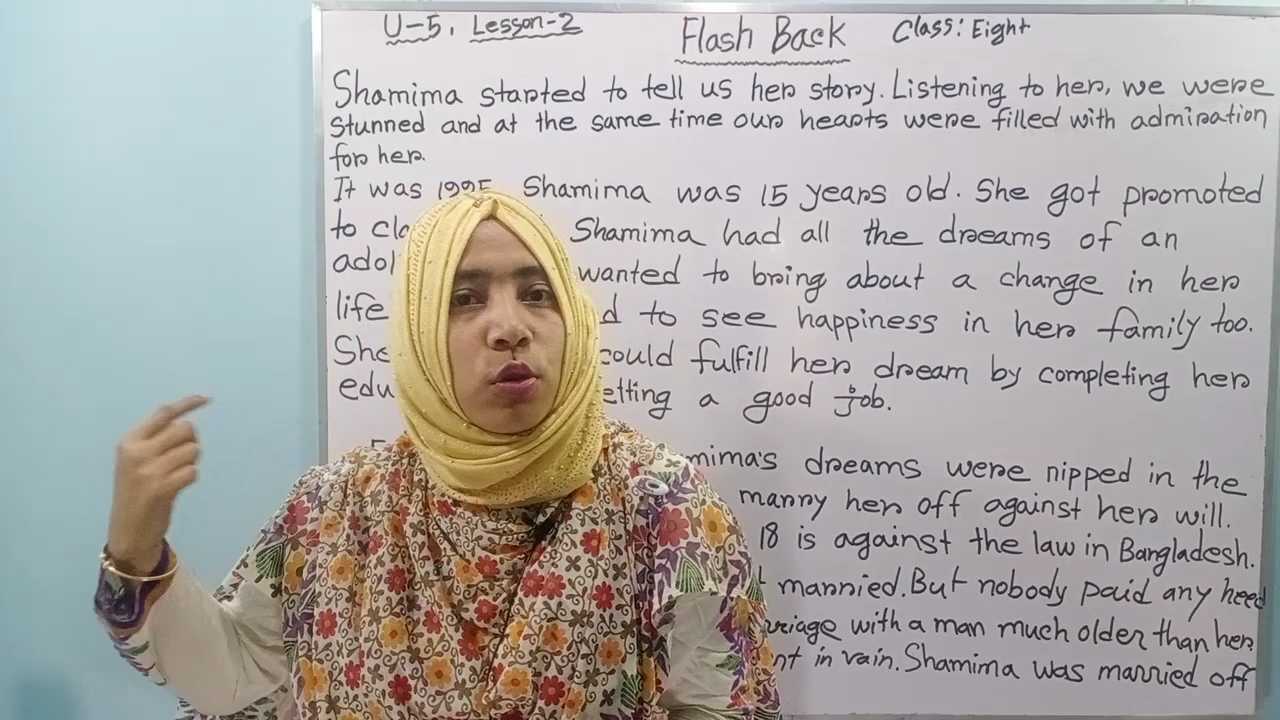 U-5, Lesson-2 Flash Back Class: Eight
Shamima started to tell us her story. Listening to her, we were
stunned and at the same time our hearts were filled with admiration
for her.
It was 1995. Shamima was 15 years old. She got promoted
to Shamima had all the dreams of an
wanted to bring about a change in her
life to see happiness in her family too.
She could fulfill her dream by completing her
a good job.
dreams were nipped in the
marry her off against her will.
18 is against the law in Bangladesh.
married. But nobody paid any heed
with a man much older than her
in vain. Shamima was married off